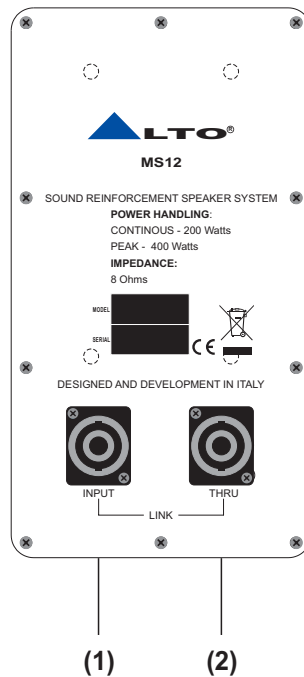 ALTO®
MS12
SOUND REINFORCEMENT SPEAKER SYSTEM
POWER HANDLING:
CONTINOUS - 200 Watts
PEAK - 400 Watts
IMPEDANCE:
8 Ohms
MODEL
SERIAL
CE
DESIGNED AND DEVELOPMENT IN ITALY
INPUT
THRU
LINK
(1)
(2)